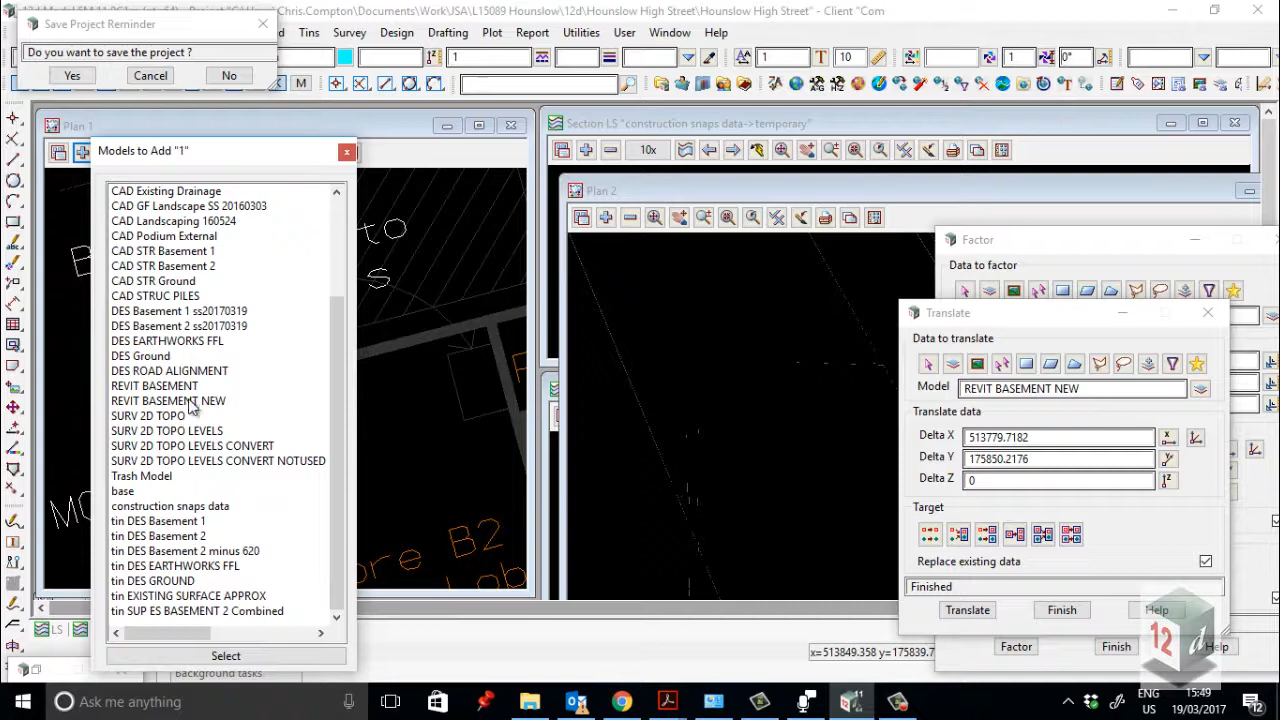 Save Project Reminder
Do you want to save the project ?
Yes Cancel No
Tins Survey Design Drafting Plot Report Utilities User Window Help
Plan 1
Models to Add "1"
CAD Existing Drainage
CAD GF Landscape SS 20160303
CAD Landscaping 160524
CAD Podium External
CAD STR Basement 1
CAD STR Basement 2
CAD STR Ground
CAD STRUC PILES
DES Basement 1 ss20170319
DES Basement 2 ss20170319
DES EARTHWORKS FFL
DES Ground
DES ROAD ALIGNMENT
REVIT BASEMENT
REVIT BASEMENT NEW
SURV 2D TOPO
SURV 2D TOPO LEVELS
SURV 2D TOPO LEVELS CONVERT
SURV 2D TOPO LEVELS CONVERT NOTUSED
Trash Model
base
construction snaps data
tin DES Basement 1
tin DES Basement 2
tin DES Basement 2 minus 620
tin DES EARTHWORKS FFL
tin DES GROUND
tin EXISTING SURFACE APPROX
tin SUP ES BASEMENT 2 Combined
Select
Section LS "construction snaps data->temporary"
10x
Plan 2
Factor
Data to factor
Translate
Data to translate
Model REVIT BASEMENT NEW
Translate data
Delta X 513779.7182
Delta Y 175850.2176
Delta Z 0
Target
Replace existing data
Finished
Translate Finish Help
Factor Finish Help
x=513849.358 y=175839.7
LS
Background tasks
12d
Ask me anything
ENG
US
15:49
19/03/2017